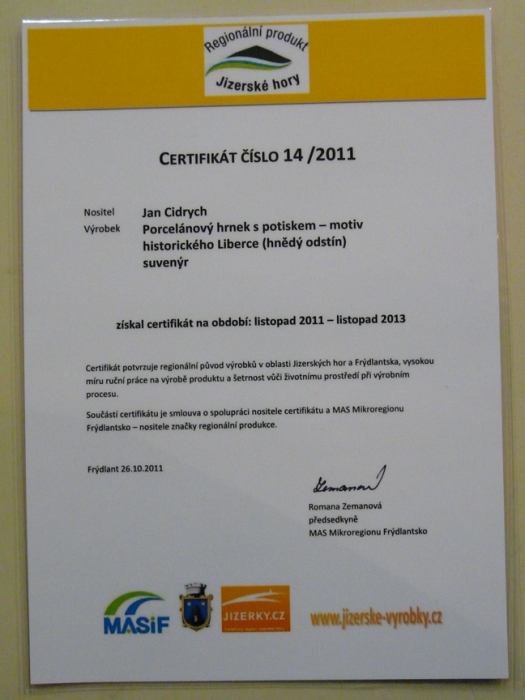 Regionální produkt
Jizerské hory
CERTIFIKÁT ČÍSLO 14 /2011
Nositel Jan Cidrych
Výrobek Porcelánový hrnek s potiskem – motiv
historického Liberce (hnědý odstín)
suvenýr
získal certifikát na období: listopad 2011 – listopad 2013
Certifikát potvrzuje regionální původ výrobků v oblasti Jizerských hor a Frýdlantska, vysokou
míru ruční práce na výrobě produktu a šetrnost vůči životnímu prostředí při výrobním
procesu.
Součástí certifikátu je smlouva o spolupráci nositele certifikátu a MAS Mikroregionu
Frýdlantsko – nositele značky regionální produkce.
Frýdlant 26.10.2011
Zemanová
Romana Zemanová
předsedkyně
MAS Mikroregionu Frýdlantsko
MASiF
JIZERKY.CZ
www.jizerske-vyrobky.cz